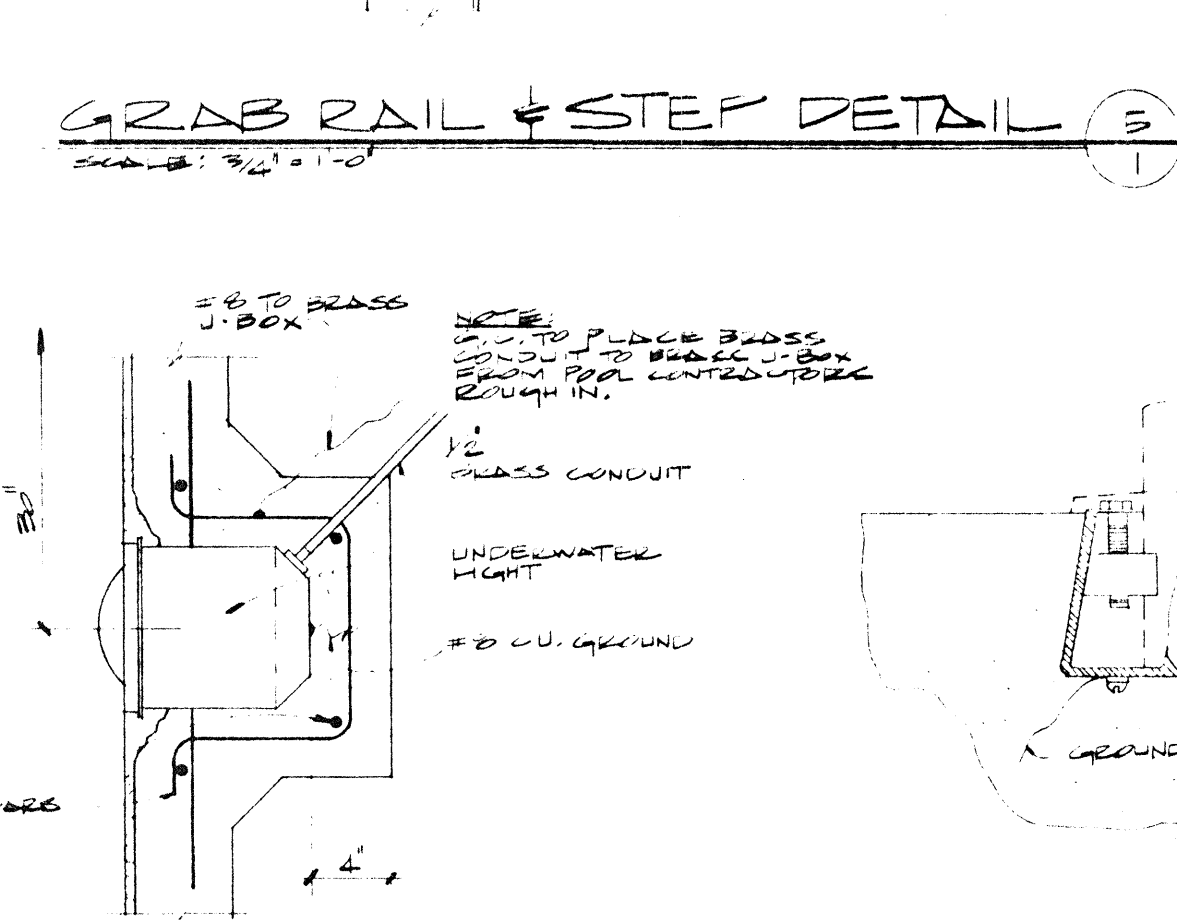 GRAB RAIL & STEP DETAIL
5
1
SCALE: 3/4" = 1'-0"
#8 TO BRASS
J-BOX
NOTE:
G.C. TO PLACE BRASS
CONDUIT TO BRASS J-BOX
FROM POOL CONTRACTORS
ROUGH IN.
1/2"
BRASS CONDUIT
30"
UNDERWATER
LIGHT
#8 CU. GROUND
GROUND
4"